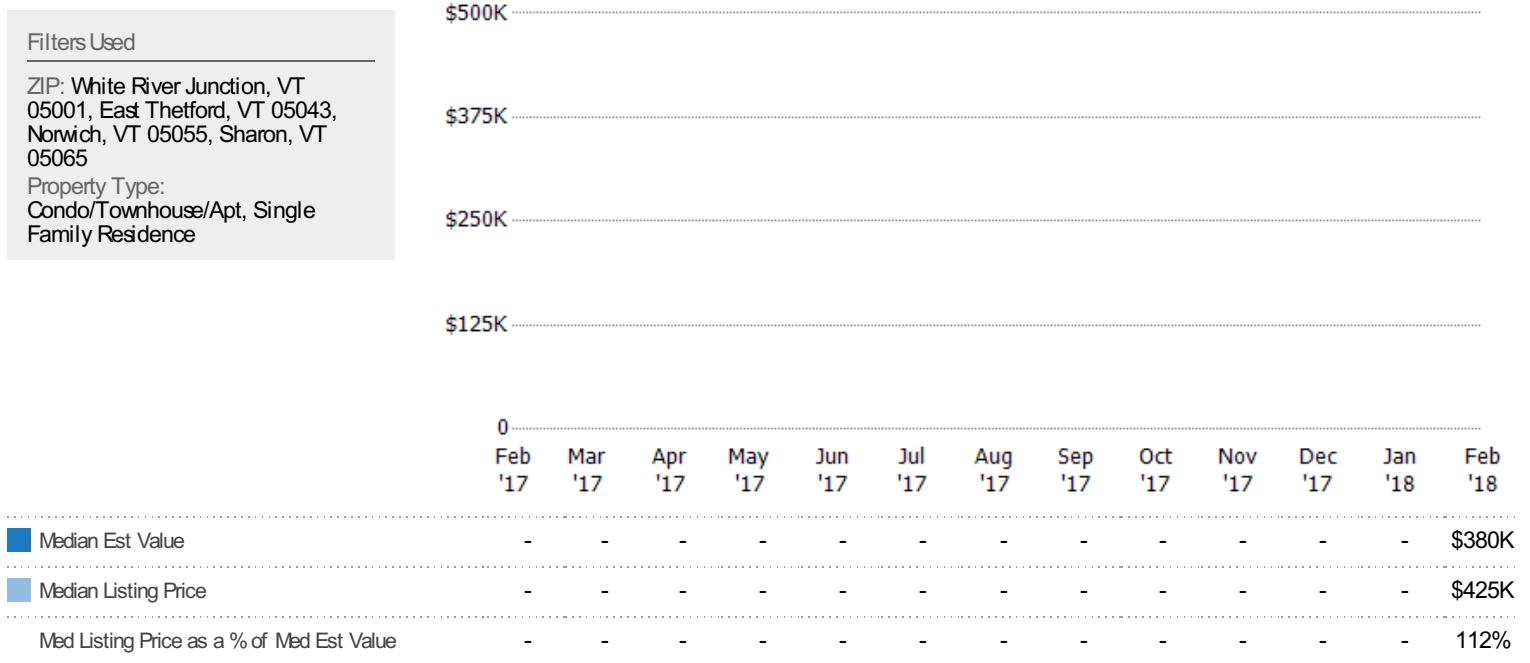 Filters Used
ZIP: White River Junction, VT
05001, East Thetford, VT 05043,
Norwich, VT 05055, Sharon, VT
05065
Property Type:
Condo/Townhouse/Apt, Single
Family Residence
$500K
$375K
$250K
$125K
0
Feb '17 Mar '17 Apr '17 May '17 Jun '17 Jul '17 Aug '17 Sep '17 Oct '17 Nov '17 Dec '17 Jan '18 Feb '18
Median Est Value - - - - - - - - - - - - $380K
Median Listing Price - - - - - - - - - - - - $425K
Med Listing Price as a % of Med Est Value - - - - - - - - - - - - 112%